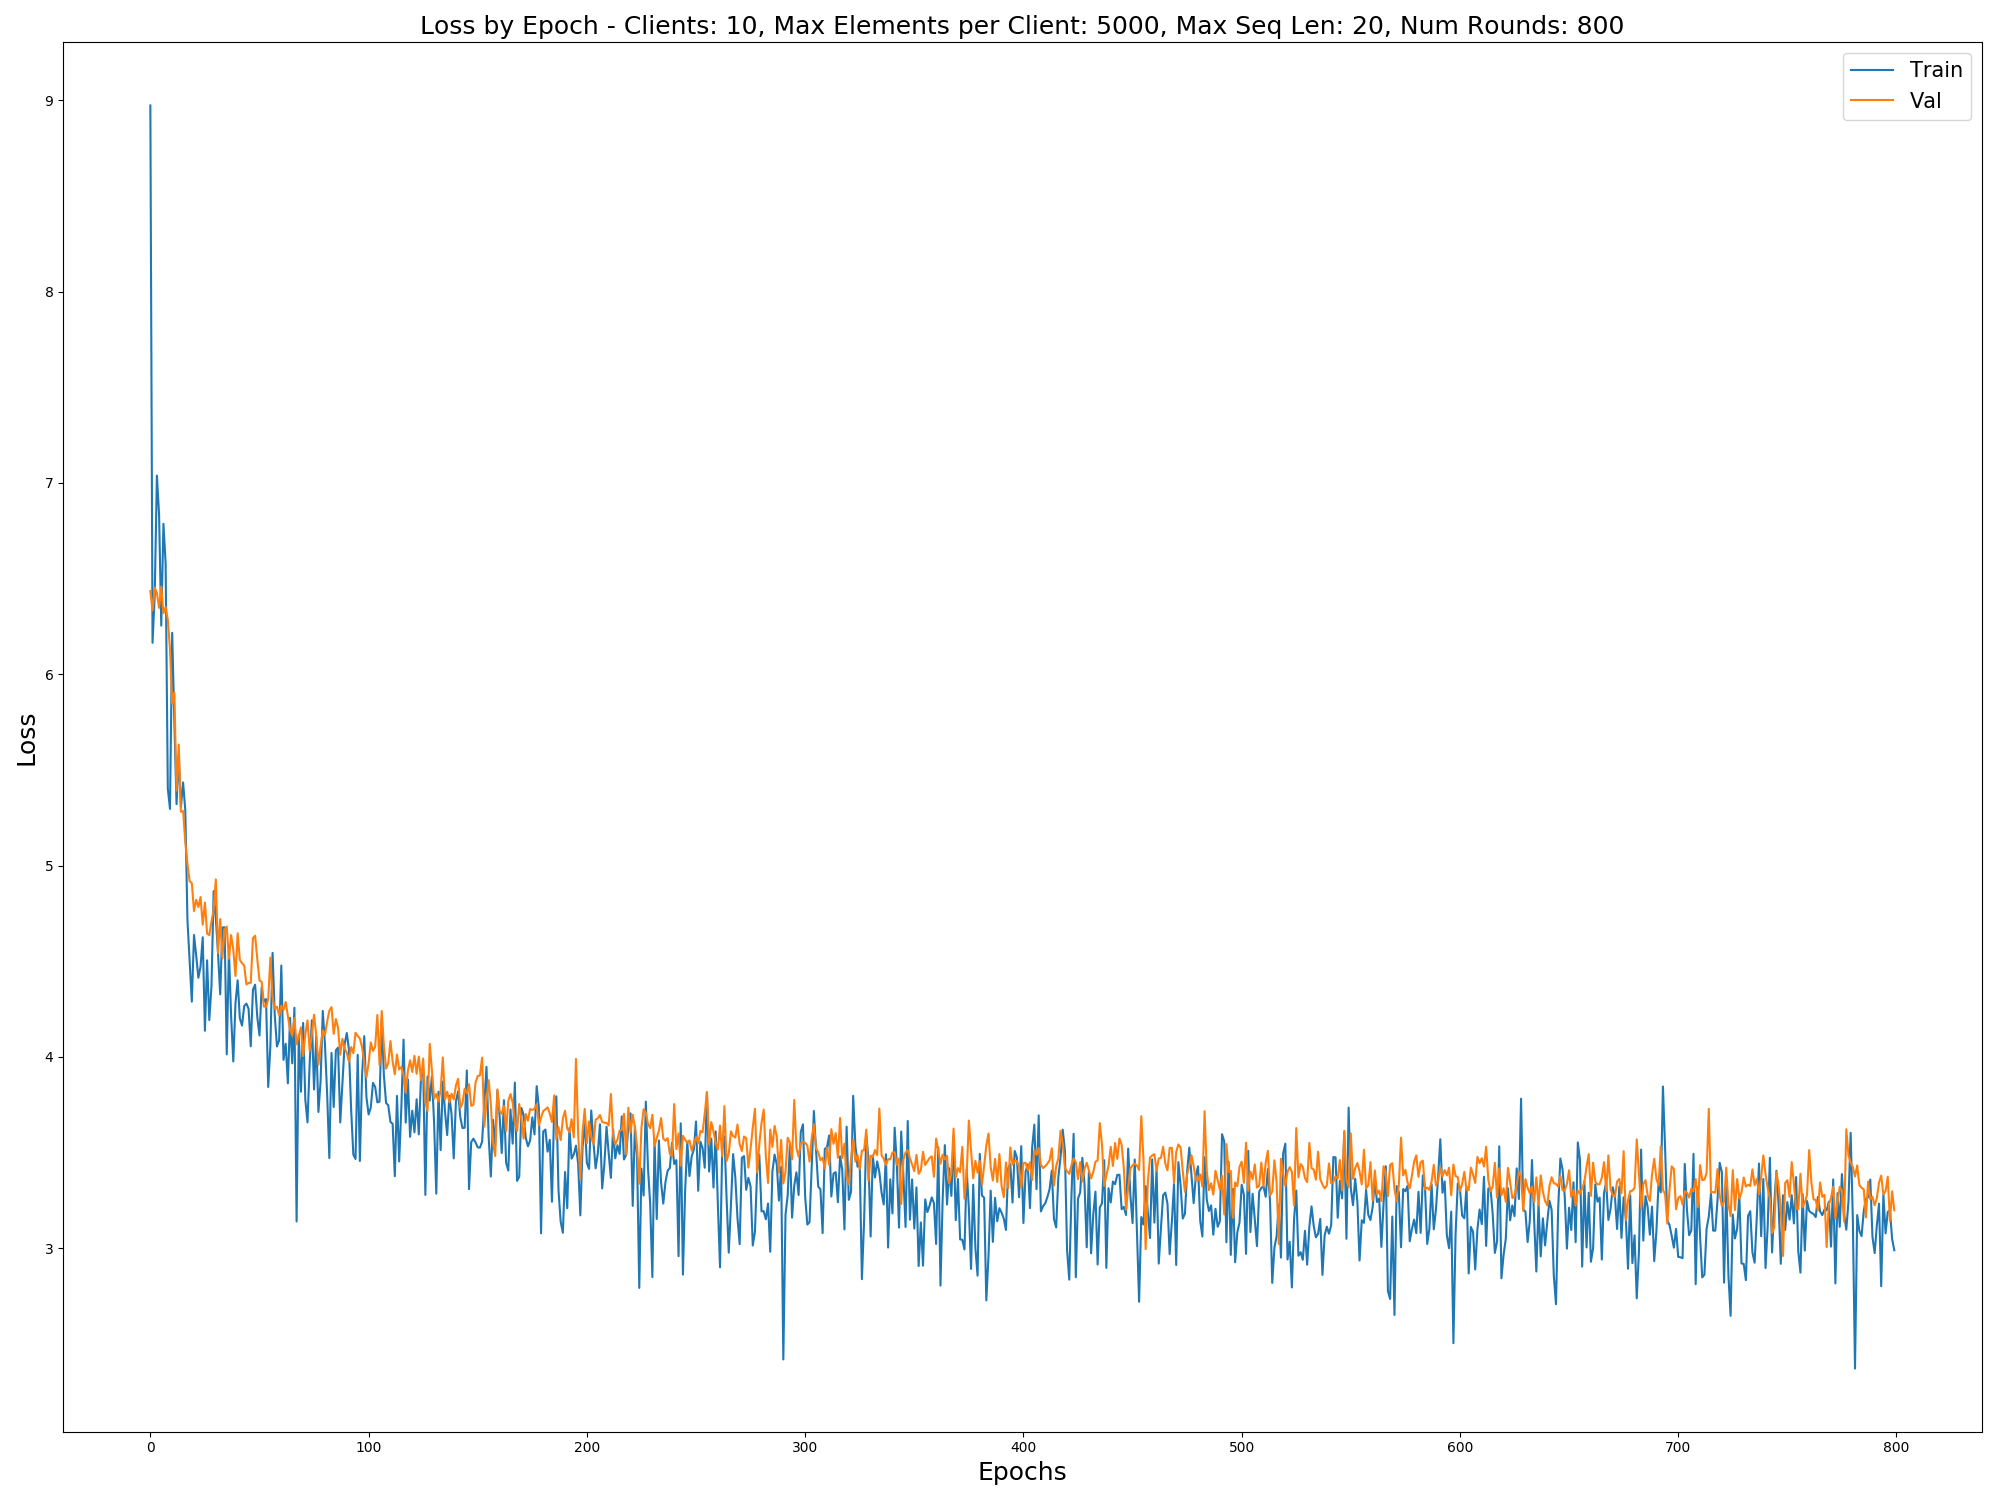 Loss by Epoch - Clients: 10, Max Elements per Client: 5000, Max Seq Len: 20, Num Rounds: 800
Train
Val
9
8
7
6
5
4
3
Loss
0 100 200 300 400 500 600 700 800
Epochs